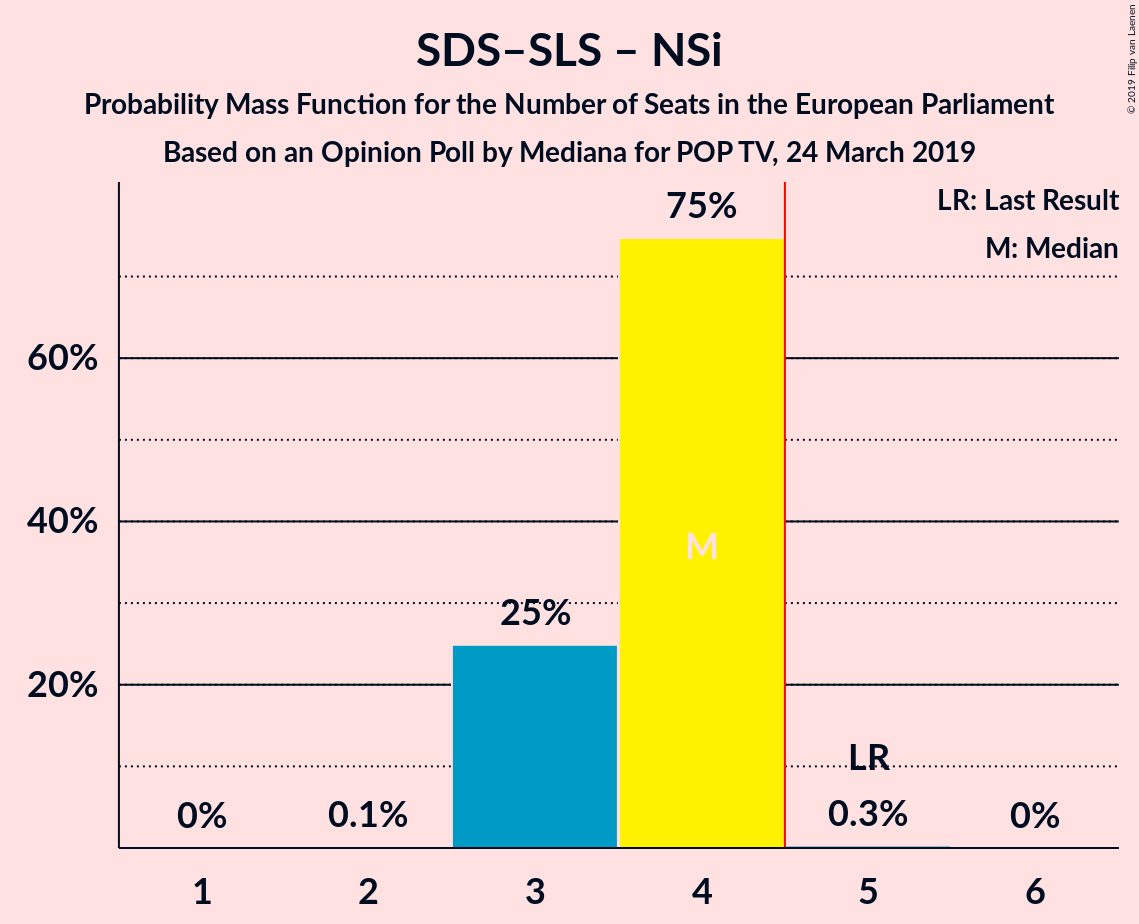 SDS–SLS – NSi
Probability Mass Function for the Number of Seats in the European Parliament
Based on an Opinion Poll by Mediana for POP TV, 24 March 2019
© 2019 Filip van Laenen
LR: Last Result
M: Median
75%
60%
40%
20%
M
25%
LR
0%
0.1%
0.3%
0%
1
2
3
4
5
6